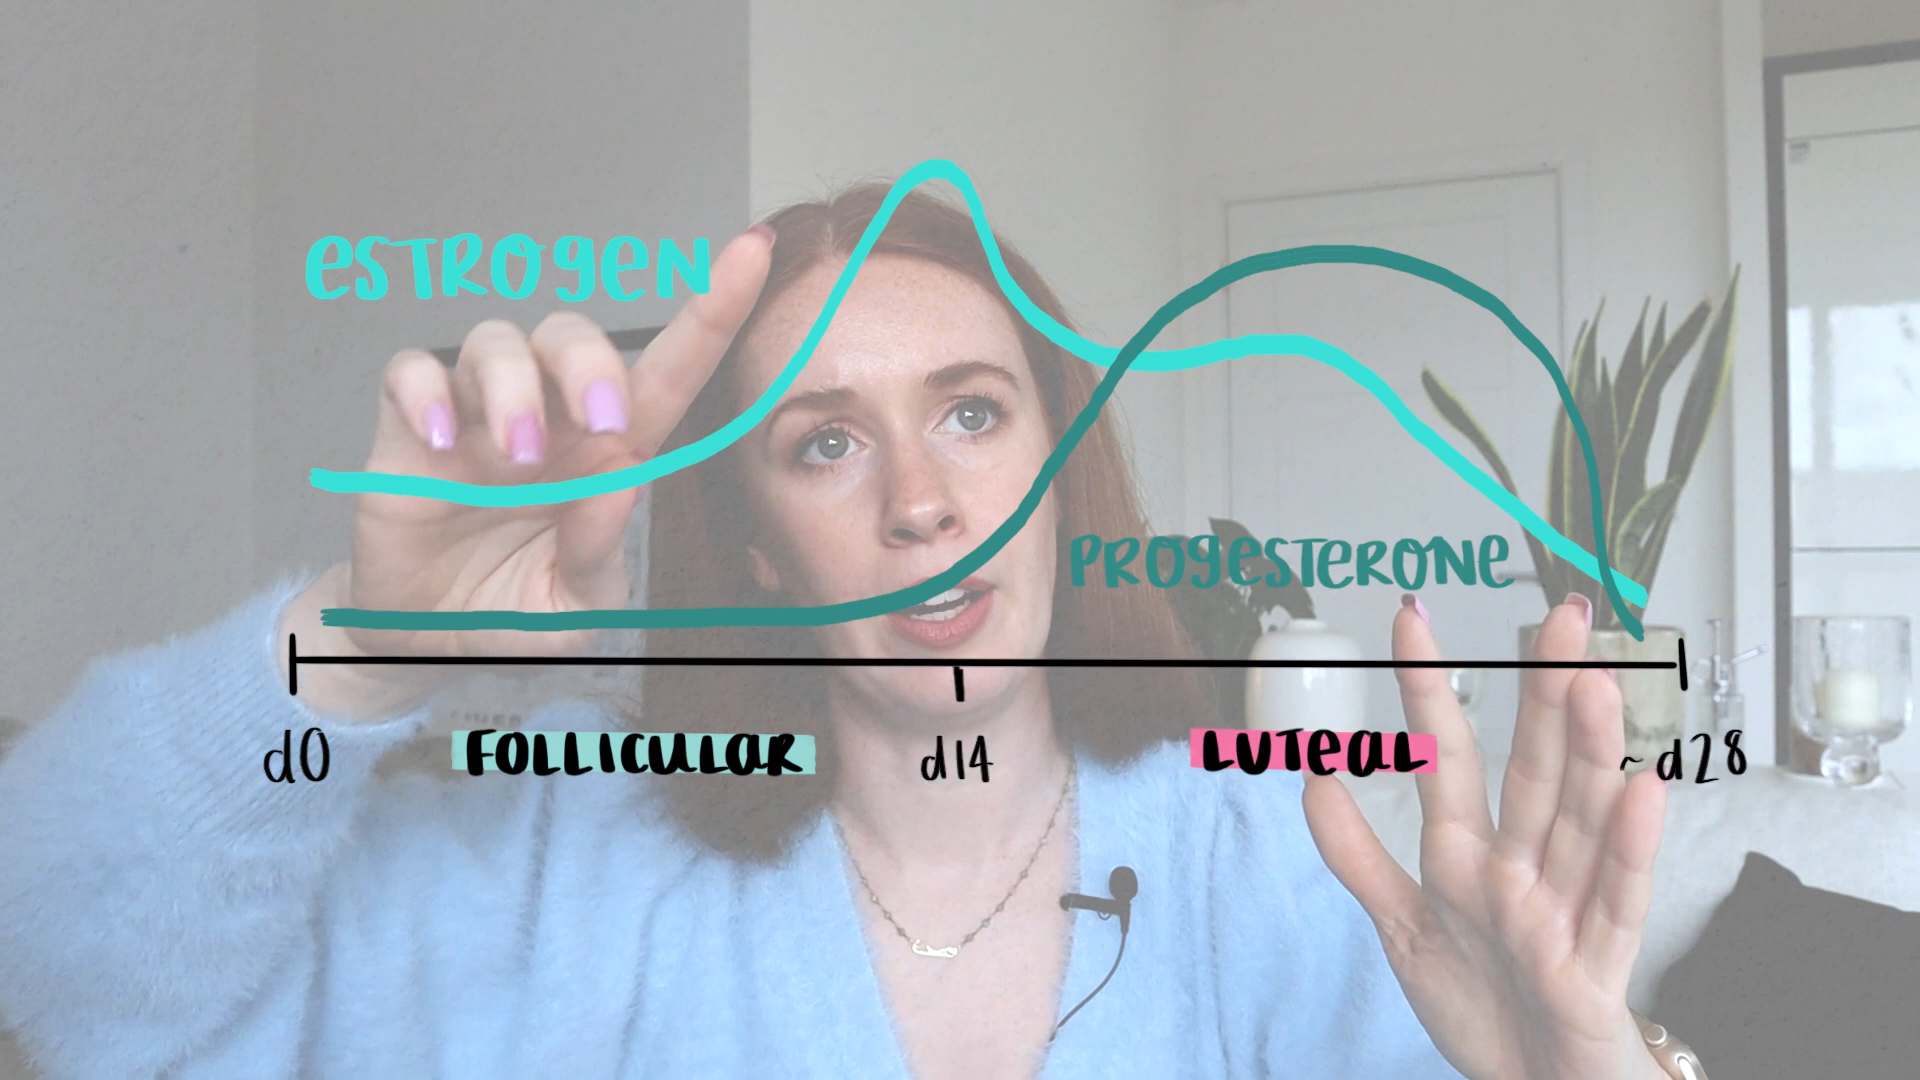 estrogen
progesterone
d0
follicular
d14
luteal
~d28